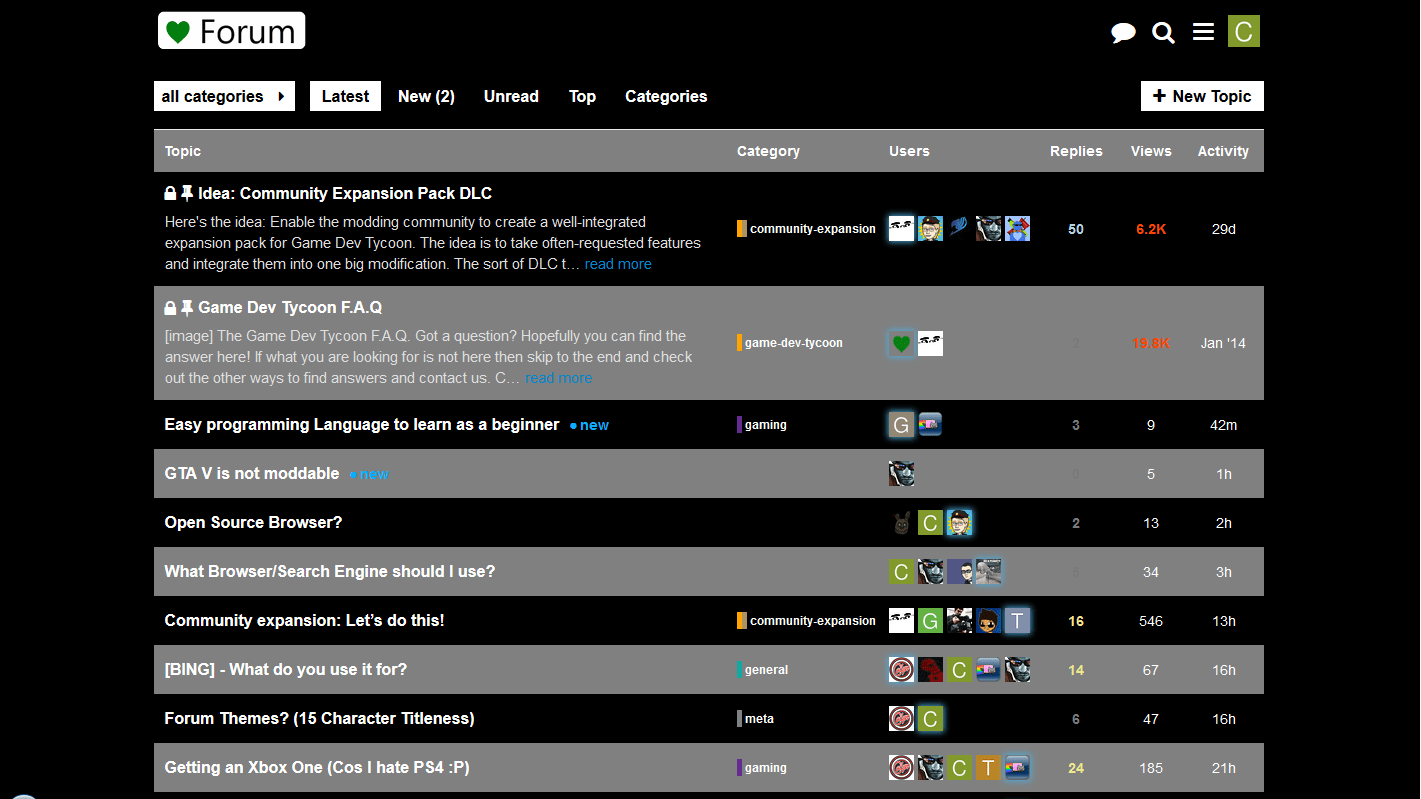 Forum
C
all categories
Latest
New (2)
Unread
Top
Categories
+ New Topic
Topic Category Users Replies Views Activity
Idea: Community Expansion Pack DLC
Here's the idea: Enable the modding community to create a well-integrated
expansion pack for Game Dev Tycoon. The idea is to take often-requested features
and integrate them into one big modification. The sort of DLC t… read more
community-expansion 50 6.2K 29d
Game Dev Tycoon F.A.Q
[image] The Game Dev Tycoon F.A.Q. Got a question? Hopefully you can find the
answer here! If what you are looking for is not here then skip to the end and check
out the other ways to find answers and contact us. C… read more
game-dev-tycoon 2 19.8K Jan '14
Easy programming Language to learn as a beginner new gaming G 3 9 42m
GTA V is not moddable new 0 5 1h
Open Source Browser? C 2 13 2h
What Browser/Search Engine should I use? C 34 3h
Community expansion: Let’s do this! community-expansion G T 16 546 13h
[BING] - What do you use it for? general C 14 67 16h
Forum Themes? (15 Character Titleness) meta C 6 47 16h
Getting an Xbox One (Cos I hate PS4 :P) gaming C T 24 185 21h